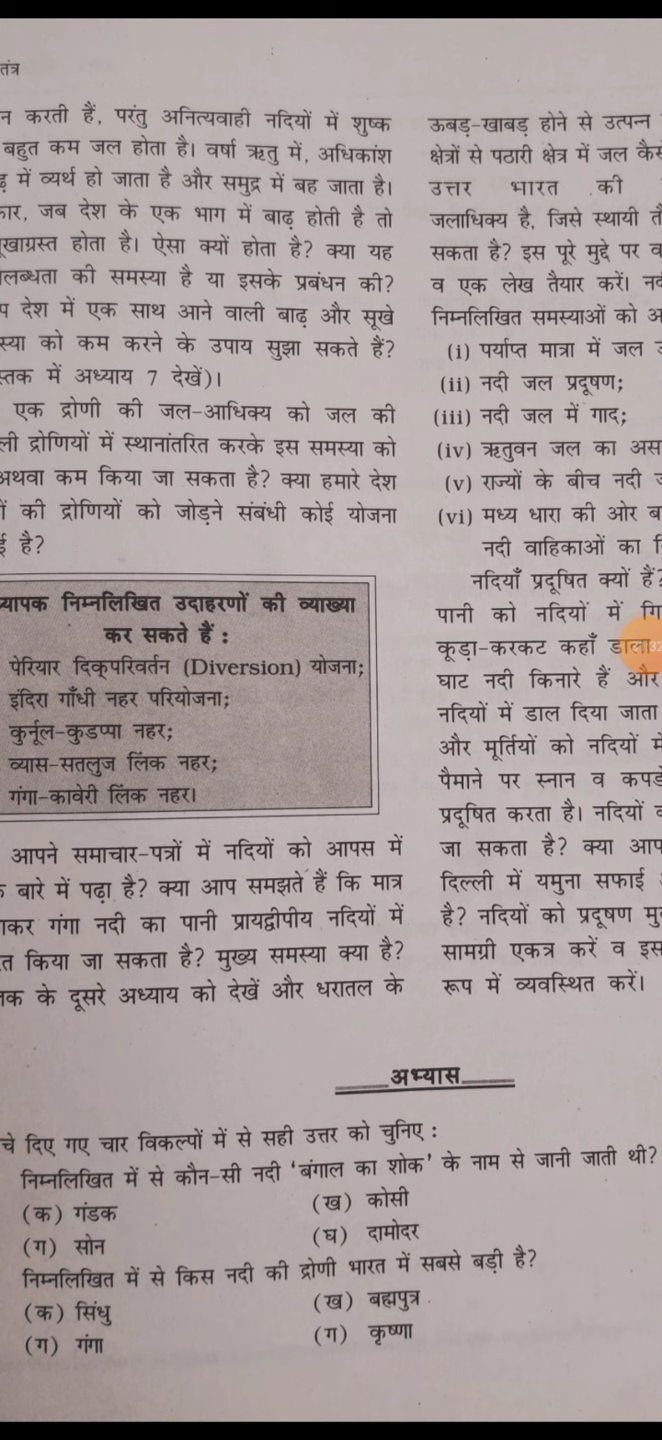 तंत्र
न करती हैं, परंतु अनित्यवाही नदियों में शुष्क
बहुत कम जल होता है। वर्षा ऋतु में, अधिकांश
ढ़ में व्यर्थ हो जाता है और समुद्र में बह जाता है।
कार, जब देश के एक भाग में बाढ़ होती है तो
ूखाग्रस्त होता है। ऐसा क्यों होता है? क्या यह
लब्धता की समस्या है या इसके प्रबंधन की?
प देश में एक साथ आने वाली बाढ़ और सूखे
स्या को कम करने के उपाय सुझा सकते हैं?
स्तक में अध्याय 7 देखें)।
एक द्रोणी की जल-आधिक्य को जल की
ली द्रोणियों में स्थानांतरित करके इस समस्या को
अथवा कम किया जा सकता है? क्या हमारे देश
ों की द्रोणियों को जोड़ने संबंधी कोई योजना
ई है?
व्यापक निम्नलिखित उदाहरणों की व्याख्या
कर सकते हैं :
पेरियार दिक्परिवर्तन (Diversion) योजना;
इंदिरा गाँधी नहर परियोजना;
कुर्नूल-कुडप्पा नहर;
व्यास-सतलुज लिंक नहर;
गंगा-कावेरी लिंक नहर।
आपने समाचार-पत्रों में नदियों को आपस में
बारे में पढ़ा है? क्या आप समझते हैं कि मात्र
ाकर गंगा नदी का पानी प्रायद्वीपीय नदियों में
त किया जा सकता है? मुख्य समस्या क्या है?
तक के दूसरे अध्याय को देखें और धरातल के
ऊबड़-खाबड़ होने से उत्पन्न
क्षेत्रों से पठारी क्षेत्र में जल कैसे
उत्तर भारत की
जलाधिक्य है, जिसे स्थायी तौ
सकता है? इस पूरे मुद्दे पर व
व एक लेख तैयार करें। नद
निम्नलिखित समस्याओं को अ
(i) पर्याप्त मात्रा में जल
(ii) नदी जल प्रदूषण;
(iii) नदी जल में गाद;
(iv) ऋतुवन जल का अस
(v) राज्यों के बीच नदी
(vi) मध्य धारा की ओर ब
नदी वाहिकाओं का
नदियाँ प्रदूषित क्यों हैं?
पानी को नदियों में गि
कूड़ा-करकट कहाँ डाला
घाट नदी किनारे हैं और
नदियों में डाल दिया जाता
और मूर्तियों को नदियों में
पैमाने पर स्नान व कपड़े
प्रदूषित करता है। नदियों
जा सकता है? क्या आप
दिल्ली में यमुना सफाई
है? नदियों को प्रदूषण मु
सामग्री एकत्र करें व इस
रूप में व्यवस्थित करें।
अभ्यास
चे दिए गए चार विकल्पों में से सही उत्तर को चुनिए :
निम्नलिखित में से कौन-सी नदी ‘बंगाल का शोक’ के नाम से जानी जाती थी?
(क) गंडक (ख) कोसी
(ग) सोन (घ) दामोदर
निम्नलिखित में से किस नदी की द्रोणी भारत में सबसे बड़ी है?
(क) सिंधु (ख) बह्मपुत्र
(ग) गंगा (ग) कृष्णा